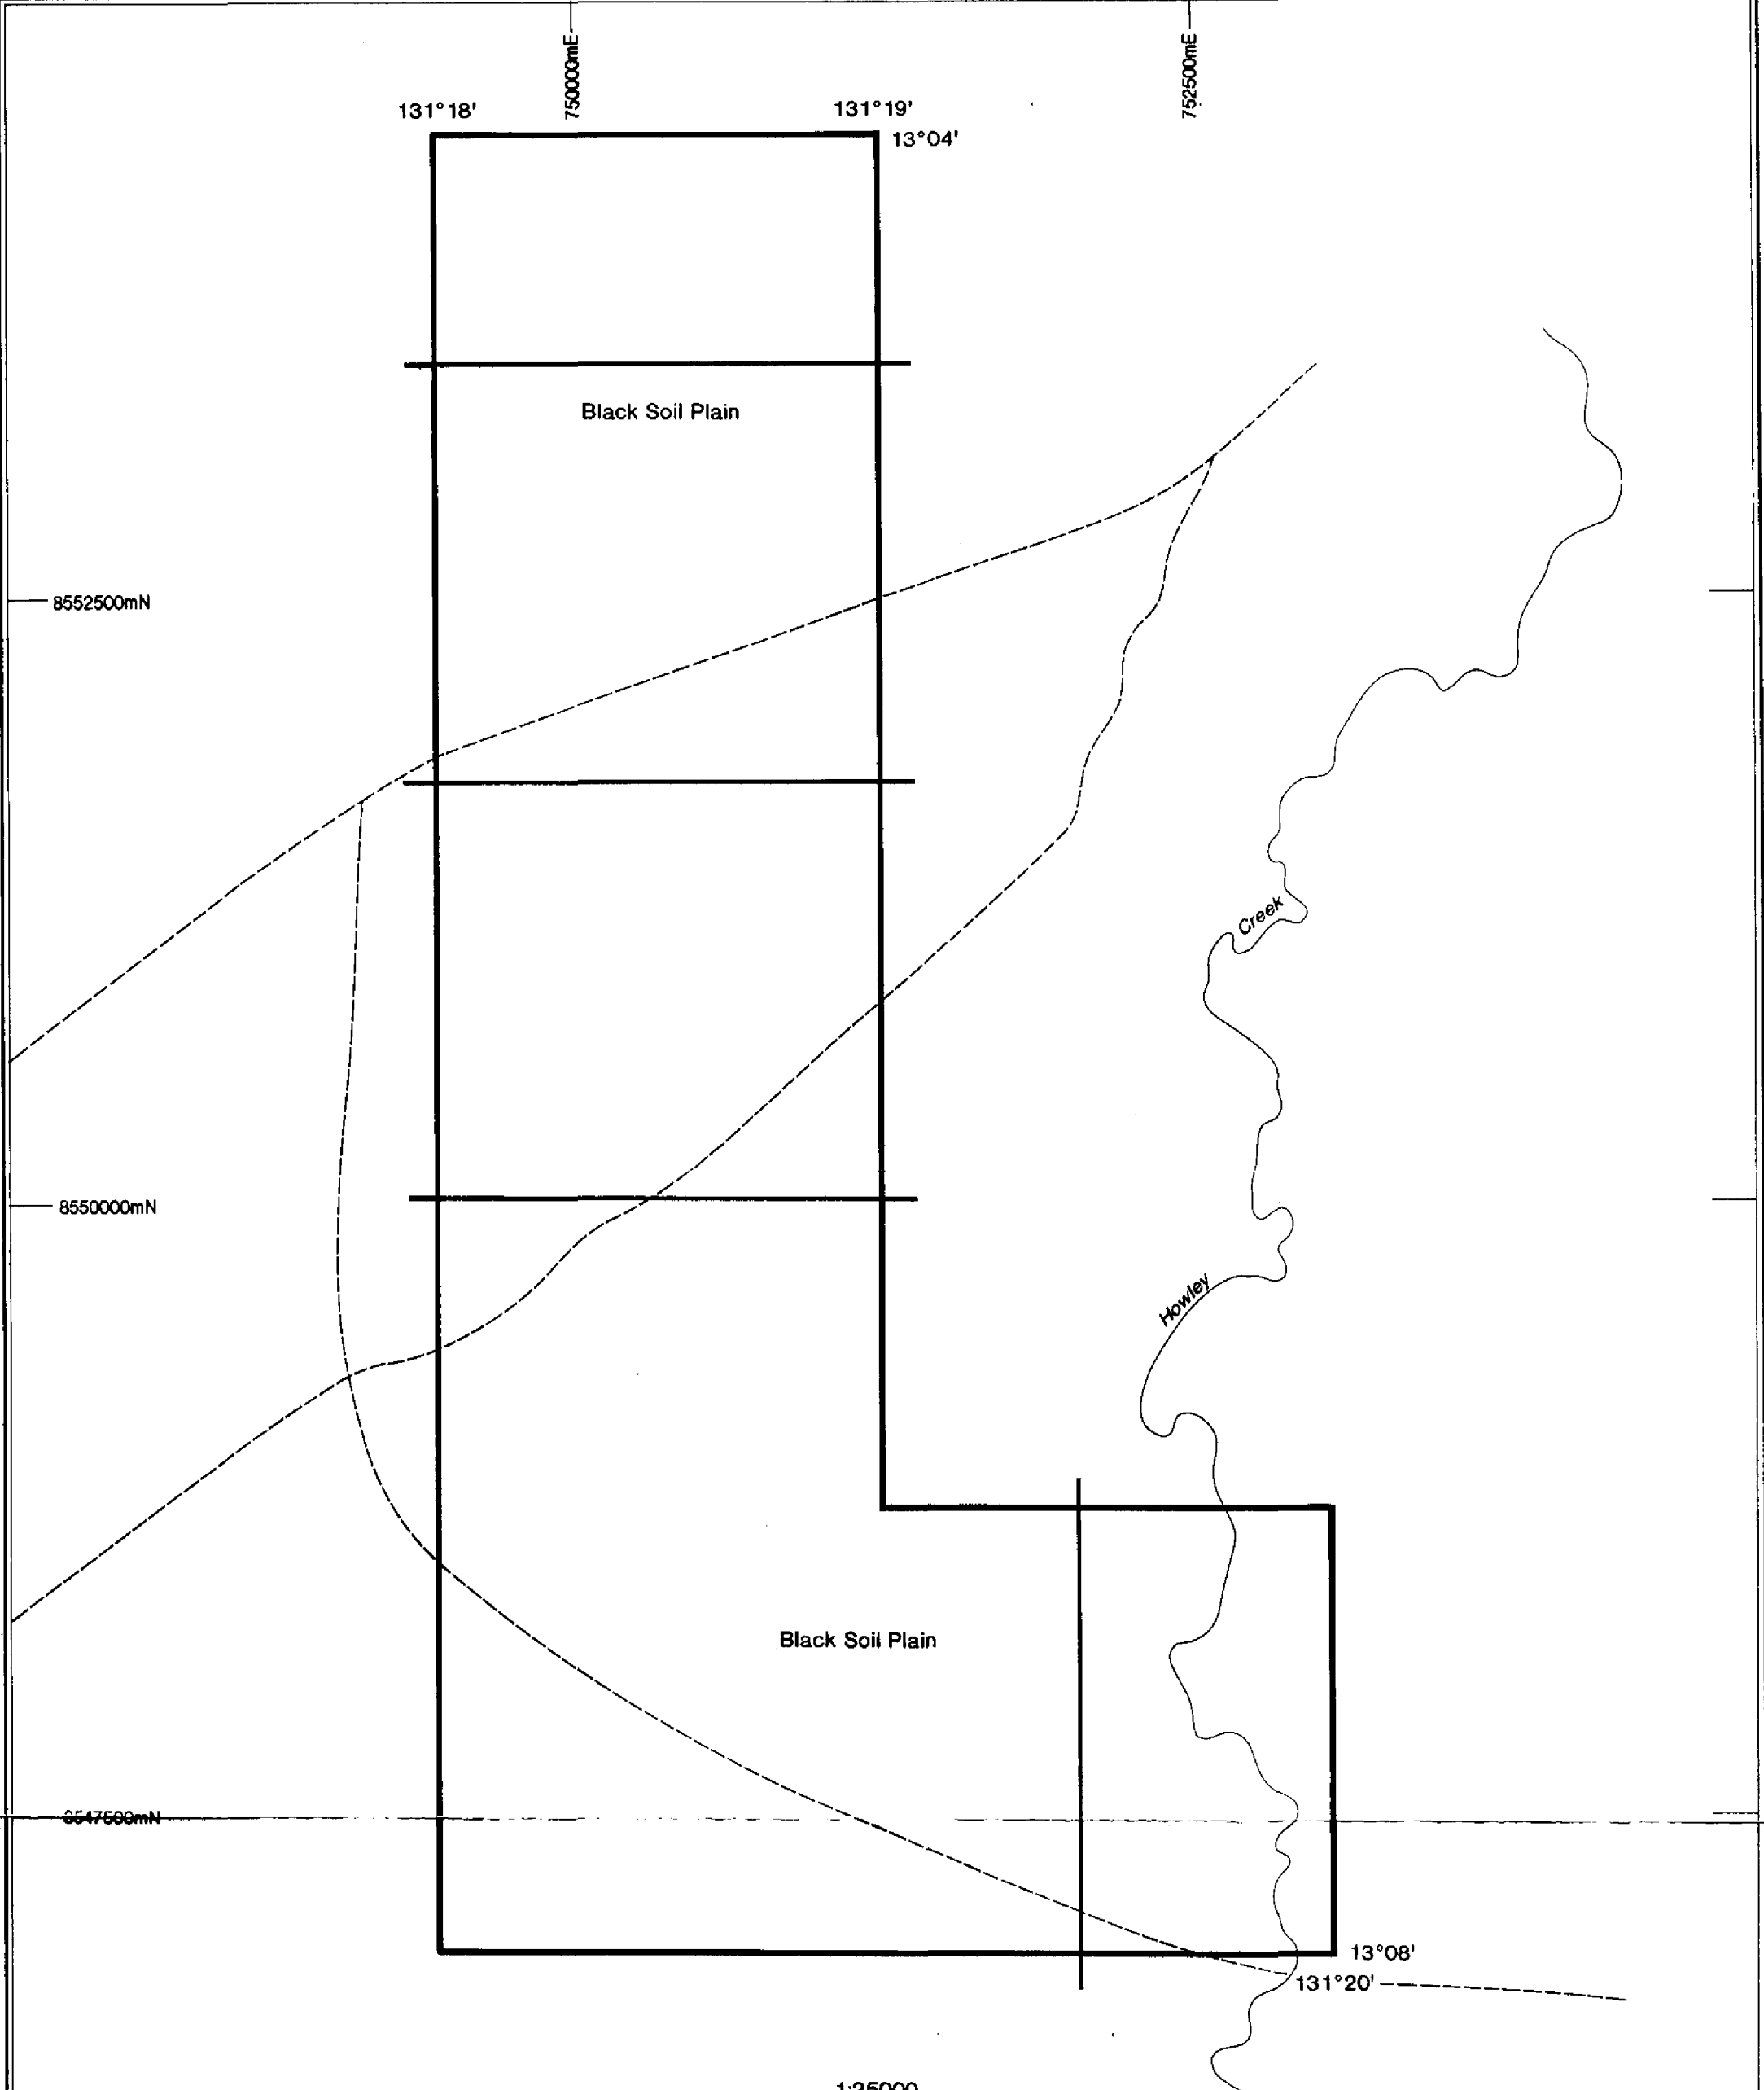 750000mE
752500mE
131°18'
131°19'
13°04'
Black Soil Plain
8552500mN
Creek
8550000mN
Howley
Black Soil Plain
8547500mN
13°08'
131°20'
1:25000